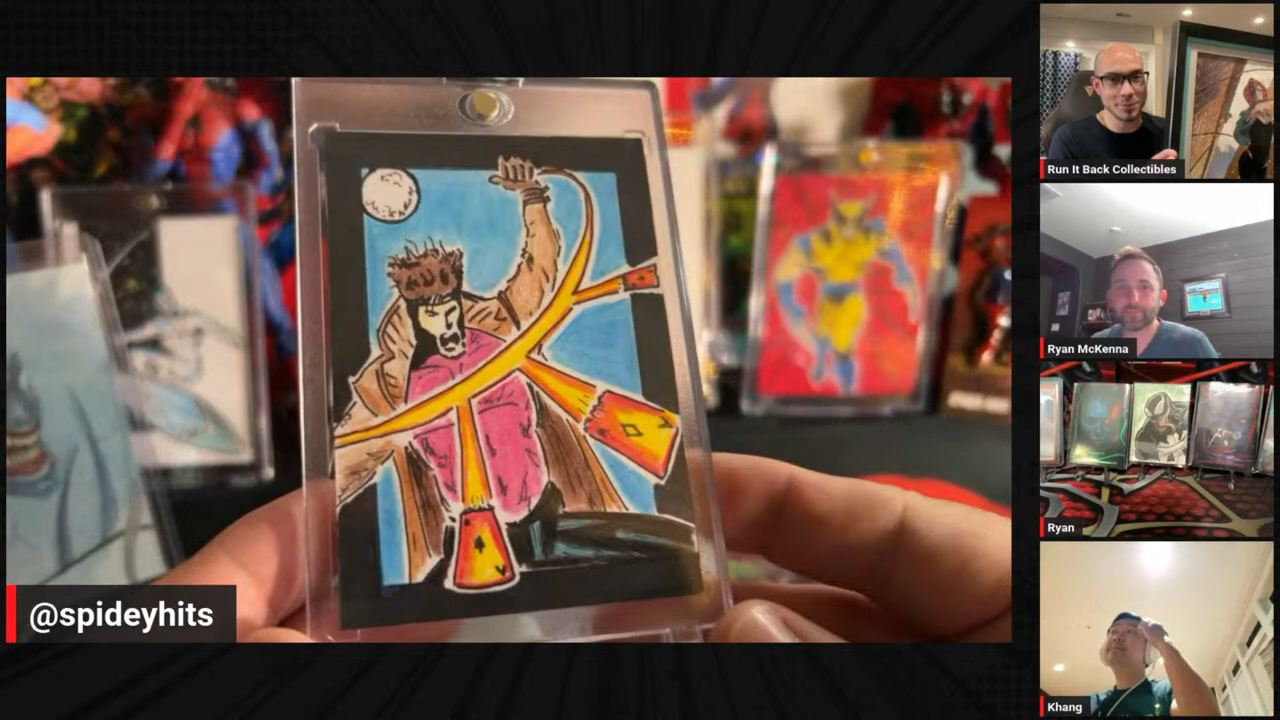 @spideyhits
Run It Back Collectibles
Ryan McKenna
Ryan
Khang